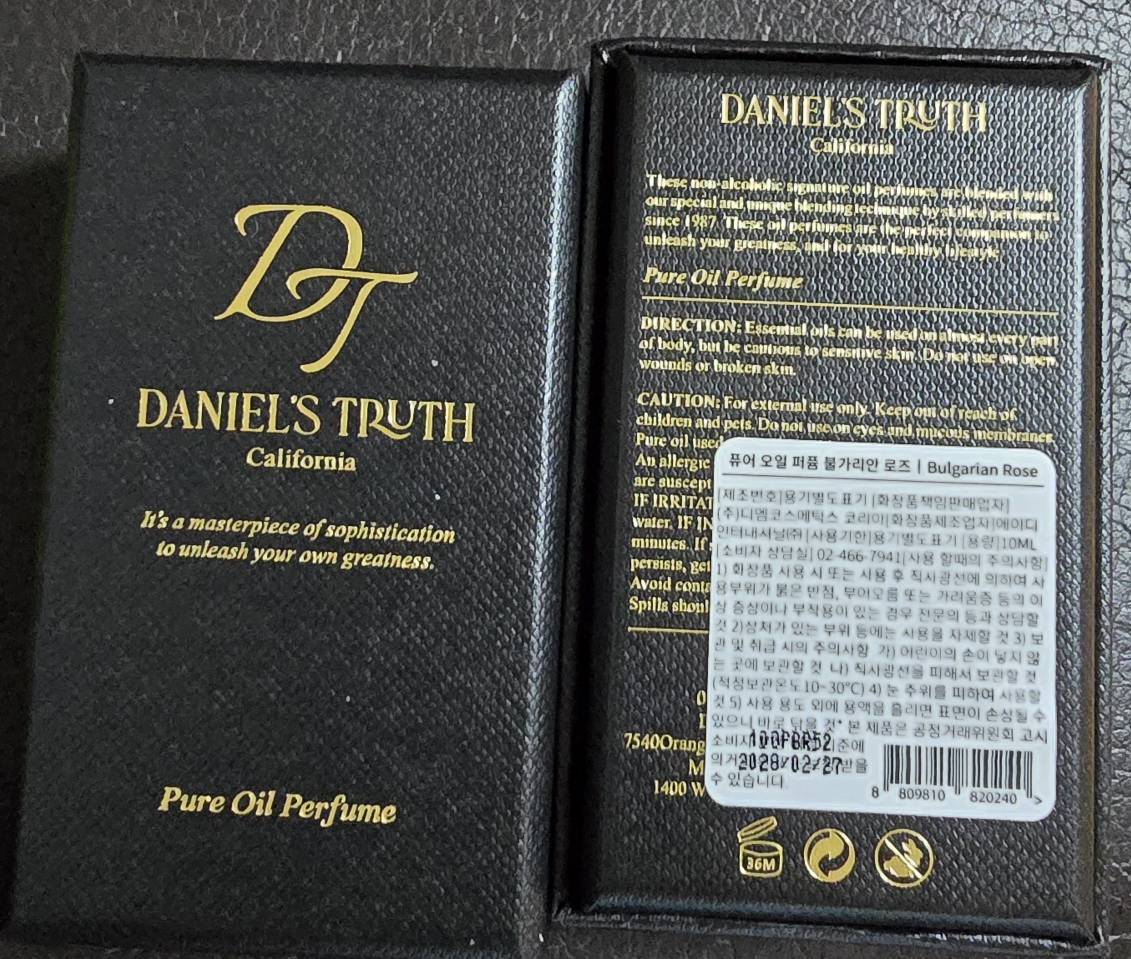 DT
DANIEL'S TRUTH
California
It's a masterpiece of sophistication
to unleash your own greatness.
Pure Oil Perfume
DANIEL'S TRUTH
California
These non-alcoholic signature oil perfumes are blended with
our special and unique blending technique by skilled perfumers
since 1987. These oil perfumes are the perfect companion to
unleash your greatness, and for your healthy lifestyle
Pure Oil Perfume
DIRECTION: Essential oils can be used on almost every part
of body, but be cautious to sensitive skin. Do not use on open
wounds or broken skin.
CAUTION: For external use only. Keep out of reach of
children and pets. Do not use on eyes and mucous membranes
Pure oil used
An allergic
are suscept
IF IRRITAT
water. IF IN
minutes. If
persists, get
Avoid conta
Spills shoul
7540Orang
M
1400 W
퓨어 오일 퍼퓸 불가리안 로즈 | Bulgarian Rose
[제조번호]용기별도표기 [화장품책임판매업자]
(주)디엠코스메틱스 코리아[화장품제조업자]에이디
인터내셔널㈜[사용기한]용기별도표기 [용량]10ML
[소비자 상담실] 02-466-7941[사용 할때의 주의사항]
1) 화장품 사용 시 또는 사용 후 직사광선에 의하여 사
용부위가 붉은 반점, 부어오름 또는 가려움증 등의 이
상 증상이나 부작용이 있는 경우 전문의 등과 상담할
것 2)상처가 있는 부위 등에는 사용을 자제할 것 3) 보
관 및 취급 시의 주의사항 가) 어린이의 손이 닿지 않
는 곳에 보관할 것 나) 직사광선을 피해서 보관할 것
(적정보관온도10~30℃) 4) 눈 주위를 피하여 사용할
것 5) 사용 용도 외에 용액을 흘리면 표면이 손상될 수
있으니 바로 닦을 것* 본 제품은 공정거래위원회 고시
소비자 기준에
의거 받을
수 있습니다.
100PBR52
2028/02/27
8 809810 820240 >
36M